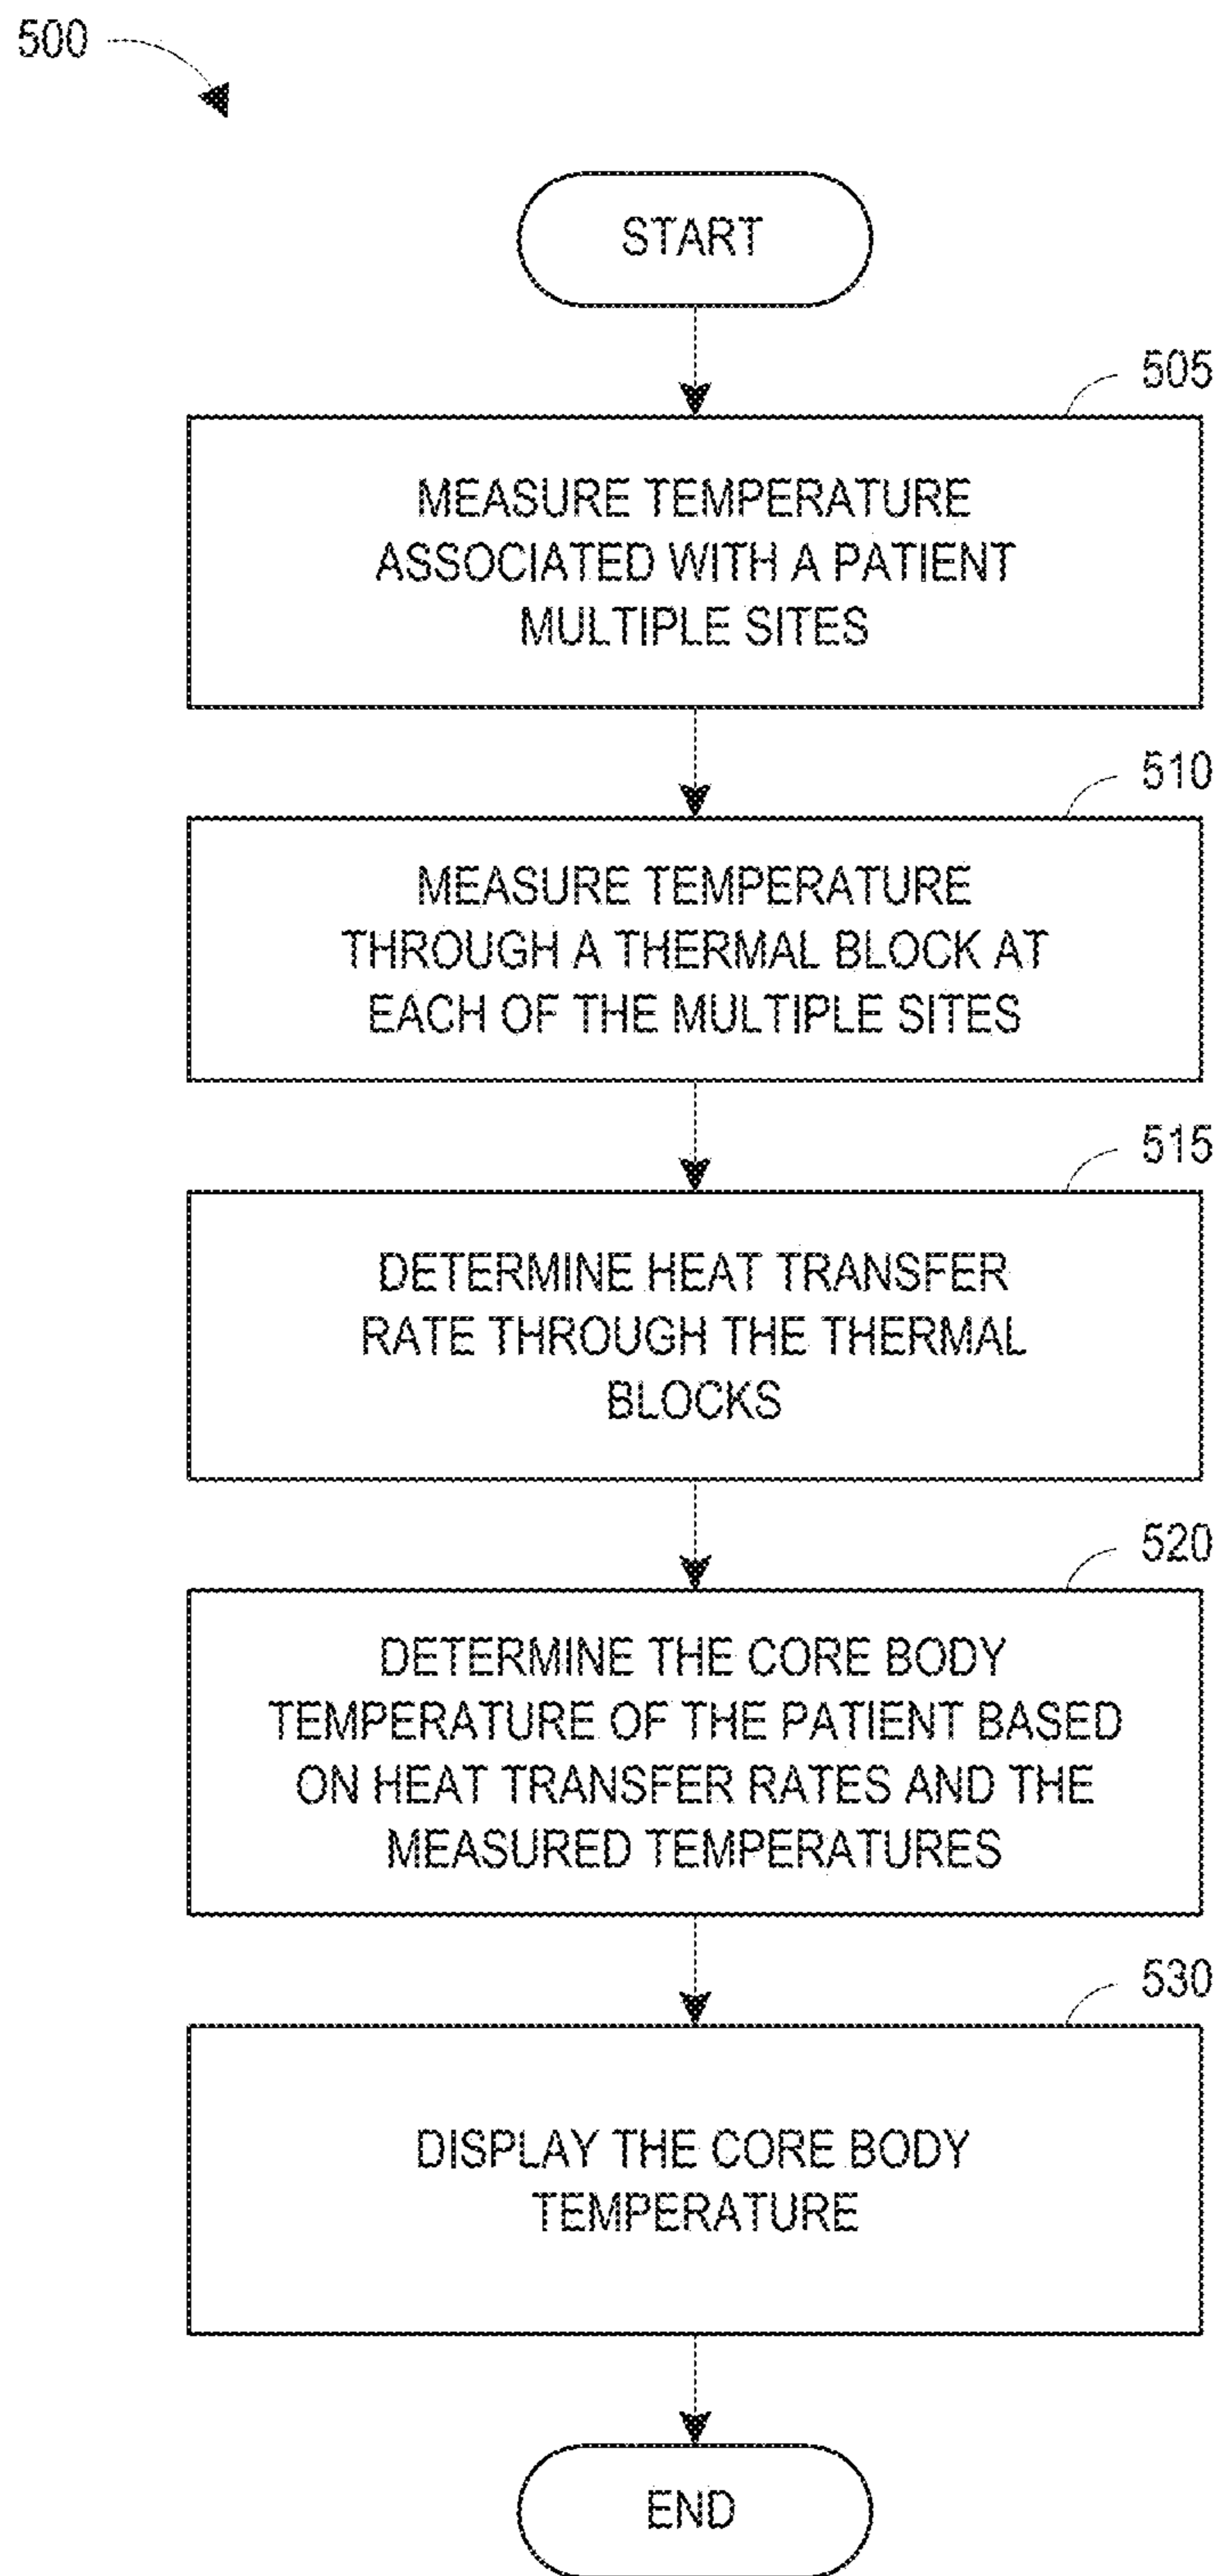 500
START
505
MEASURE TEMPERATURE
ASSOCIATED WITH A PATIENT
MULTIPLE SITES
510
MEASURE TEMPERATURE
THROUGH A THERMAL BLOCK AT
EACH OF THE MULTIPLE SITES
515
DETERMINE HEAT TRANSFER
RATE THROUGH THE THERMAL
BLOCKS
520
DETERMINE THE CORE BODY
TEMPERATURE OF THE PATIENT BASED
ON HEAT TRANSFER RATES AND THE
MEASURED TEMPERATURES
530
DISPLAY THE CORE BODY
TEMPERATURE
END